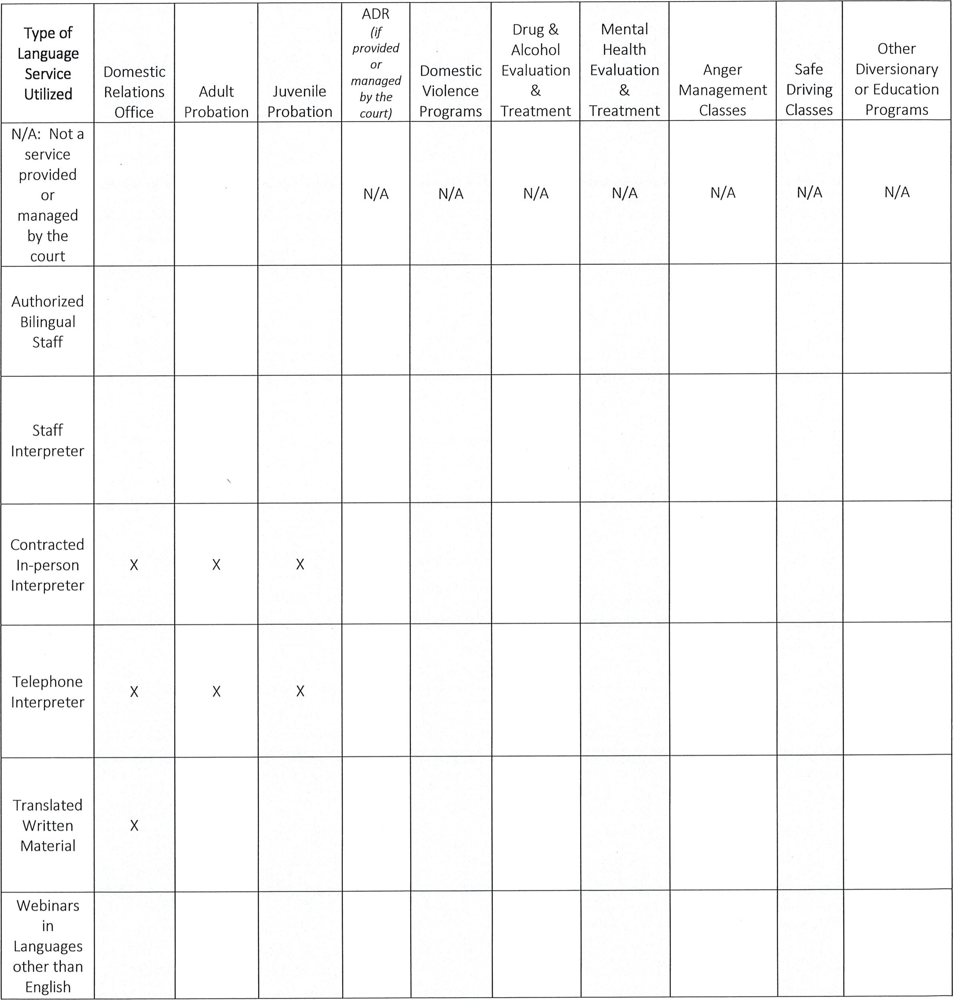 Type of
Language
Service
Utilized
Domestic
Relations
Office
Adult
Probation
Juvenile
Probation
ADR
(if
provided
or
managed
by the
court)
Domestic
Violence
Programs
Drug &
Alcohol
Evaluation
&
Treatment
Mental
Health
Evaluation
&
Treatment
Anger
Management
Classes
Safe
Driving
Classes
Other
Diversionary
or Education
Programs
N/A: Not a
service
provided
or
managed
by the
court
N/A
N/A
N/A
N/A
N/A
N/A
N/A
Authorized
Bilingual
Staff
Staff
Interpreter
Contracted
In-person
Interpreter
X
X
X
Telephone
Interpreter
X
X
X
Translated
Written
Material
X
Webinars
in
Languages
other than
English